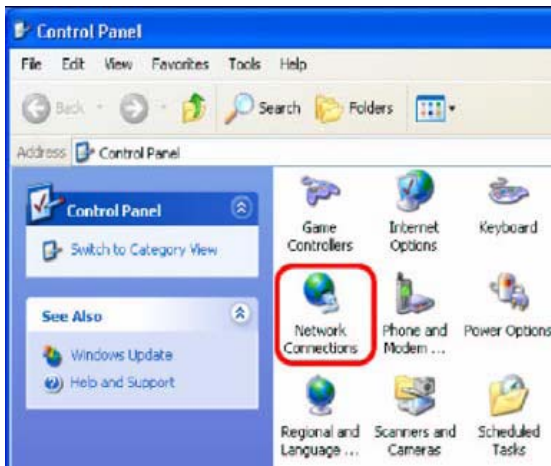 Control Panel
File Edit View Favorites Tools Help
Back Search Folders
Address Control Panel
Control Panel
Switch to Category View
See Also
Windows Update
Help and Support
Game Controllers
Internet Options
Keyboard
Network Connections
Phone and Modem ...
Power Options
Regional and Language ...
Scanners and Cameras
Scheduled Tasks